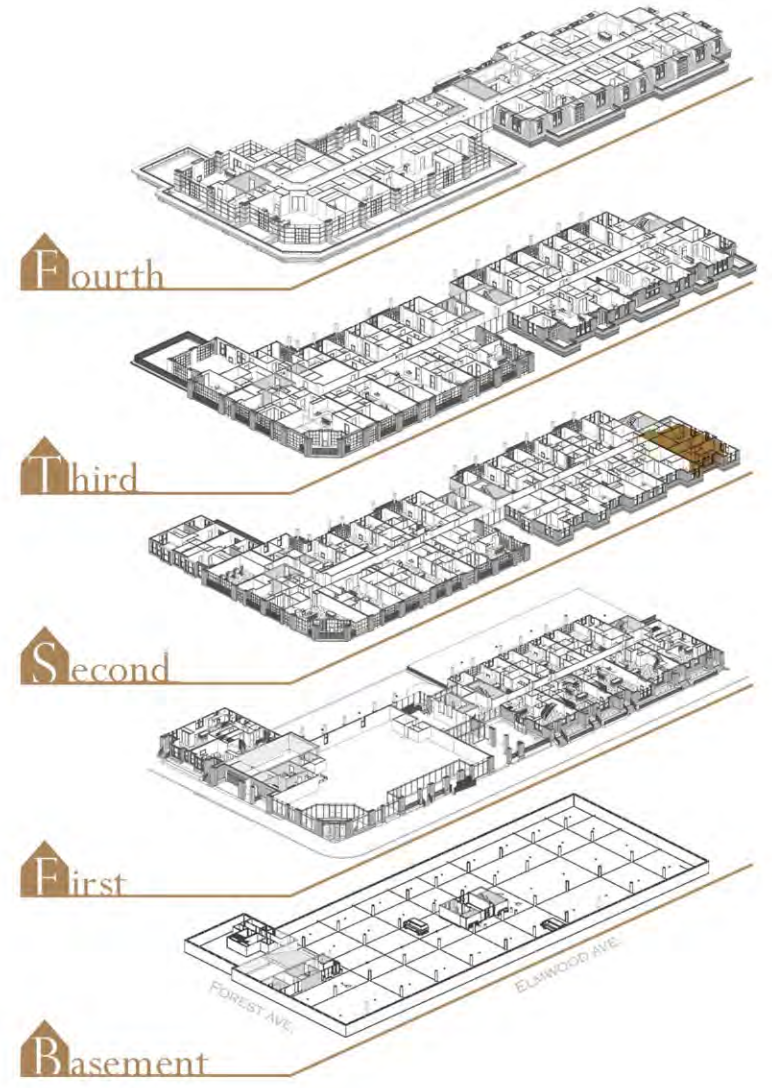 Fourth
Third
Second
First
FOREST AVE.
ELMWOOD AVE.
Basement